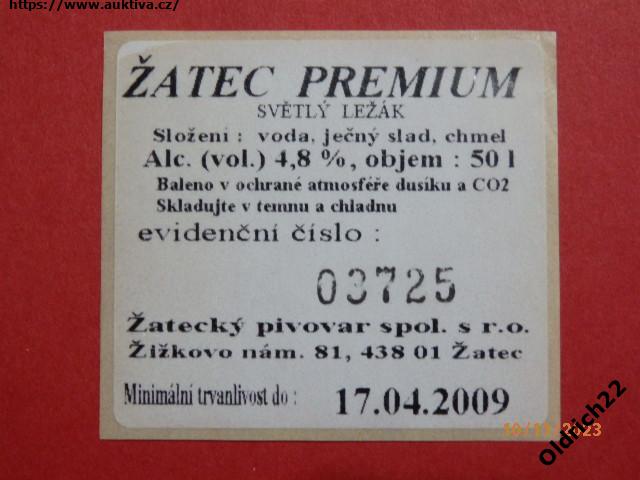 https://www.auktiva.cz/
ŽATEC PREMIUM
SVĚTLÝ LEŽÁK
Složení : voda, ječný slad, chmel
Alc. (vol.) 4,8 %, objem : 50 l
Baleno v ochrané atmosféře dusíku a CO2
Skladujte v temnu a chladnu
evidenční číslo :
03725
Žatecký pivovar spol. s r.o.
Žižkovo nám. 81, 438 01 Žatec
Minimální trvanlivost do : 17.04.2009
Oldrich22